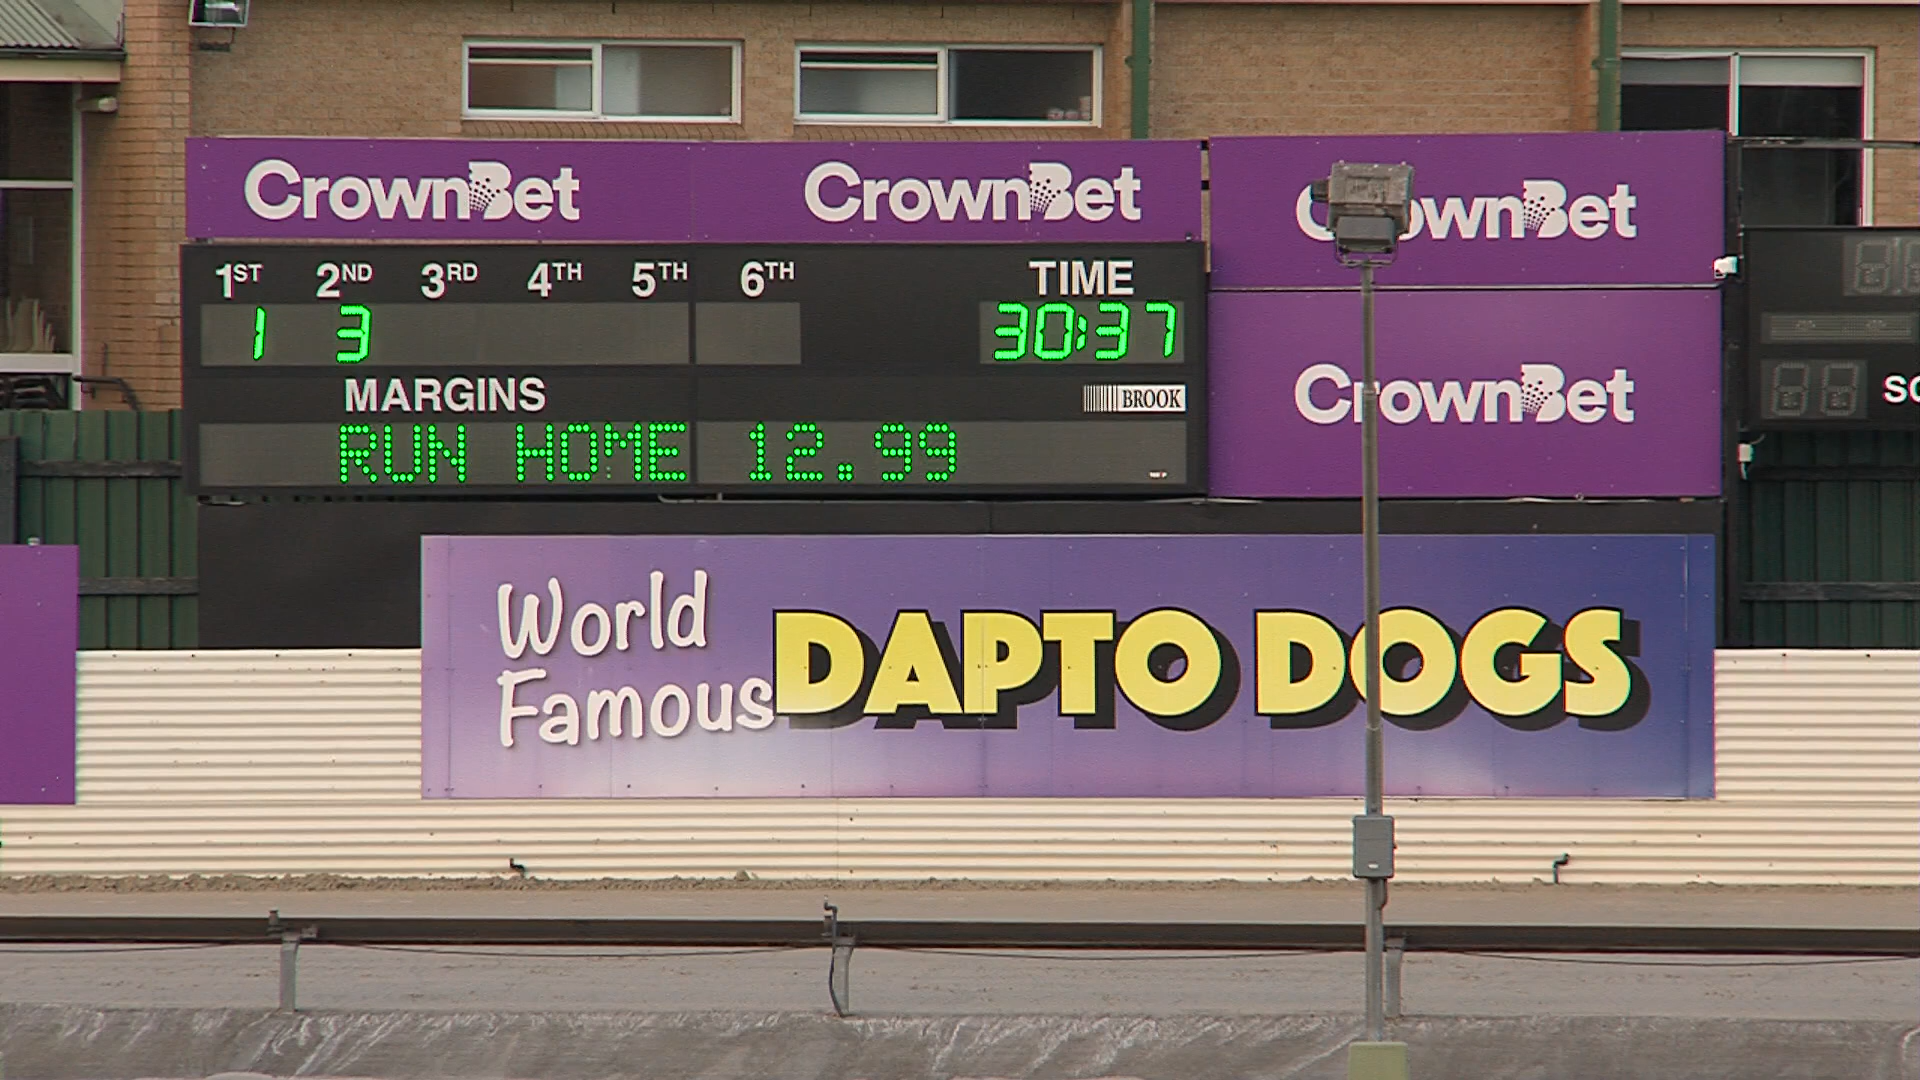 CrownBet CrownBet CrownBet
1ST 2ND 3RD 4TH 5TH 6TH TIME
1 3 30:37
CrownBet
MARGINS BROOK
RUN HOME 12.99
World
Famous DAPTO DOGS